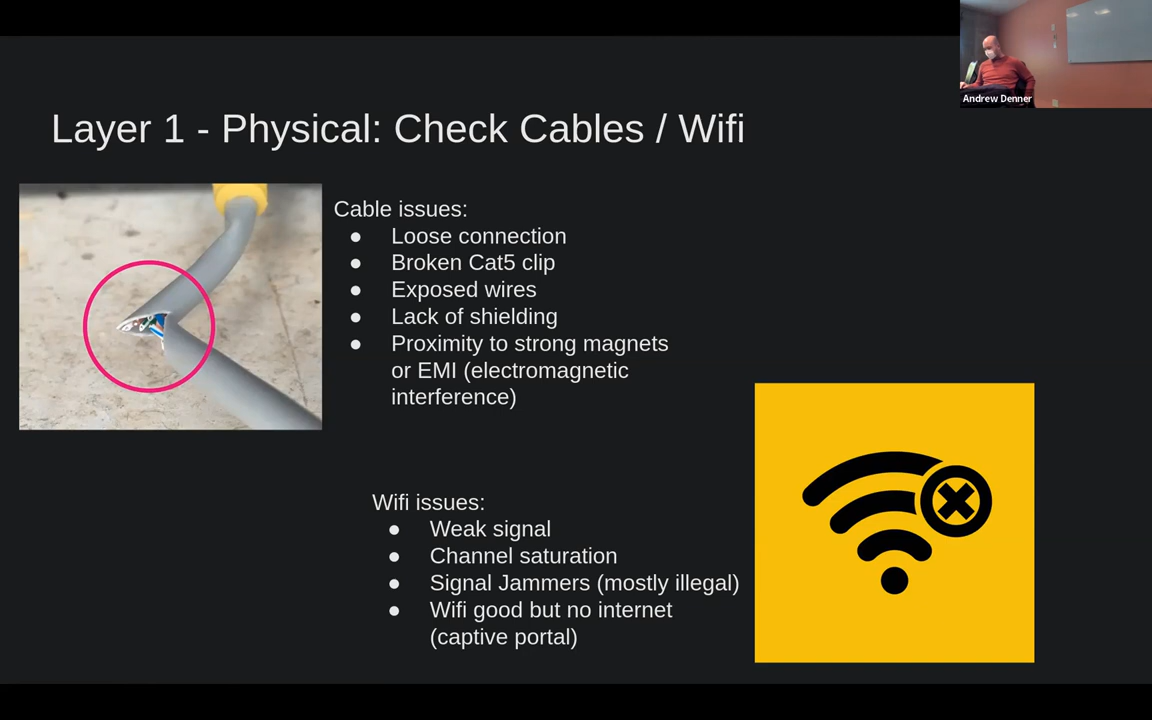 Andrew Denner
Layer 1 - Physical: Check Cables / Wifi
Cable issues:
● Loose connection
● Broken Cat5 clip
● Exposed wires
● Lack of shielding
● Proximity to strong magnets
or EMI (electromagnetic
interference)
Wifi issues:
● Weak signal
● Channel saturation
● Signal Jammers (mostly illegal)
● Wifi good but no internet
(captive portal)